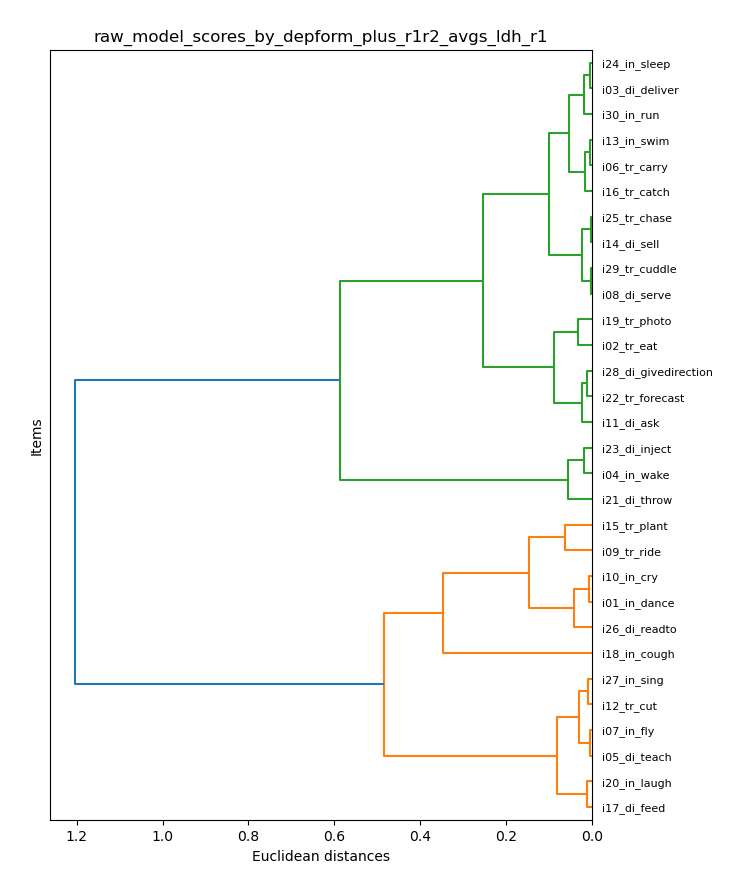 raw_model_scores_by_depform_plus_r1r2_avgs_ldh_r1
i24_in_sleep
i03_di_deliver
i30_in_run
i13_in_swim
i06_tr_carry
i16_tr_catch
i25_tr_chase
i14_di_sell
i29_tr_cuddle
i08_di_serve
i19_tr_photo
i02_tr_eat
i28_di_givedirection
i22_tr_forecast
i11_di_ask
i23_di_inject
i04_in_wake
i21_di_throw
i15_tr_plant
i09_tr_ride
i10_in_cry
i01_in_dance
i26_di_readto
i18_in_cough
i27_in_sing
i12_tr_cut
i07_in_fly
i05_di_teach
i20_in_laugh
i17_di_feed
Items
1.2 1.0 0.8 0.6 0.4 0.2 0.0
Euclidean distances